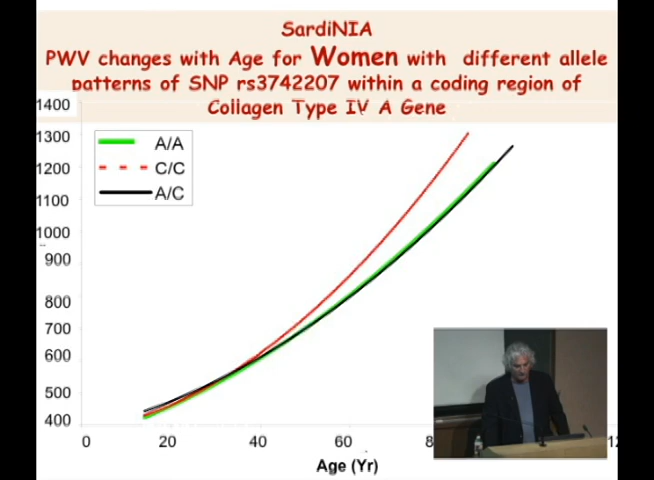 SardiNIA
PWV changes with Age for Women with different allele
patterns of SNP rs3742207 within a coding region of
Collagen Type IV A Gene
1400
1300
1200
1100
1000
900
800
700
600
500
400
A/A
C/C
A/C
0 20 40 60 8
Age (Yr)